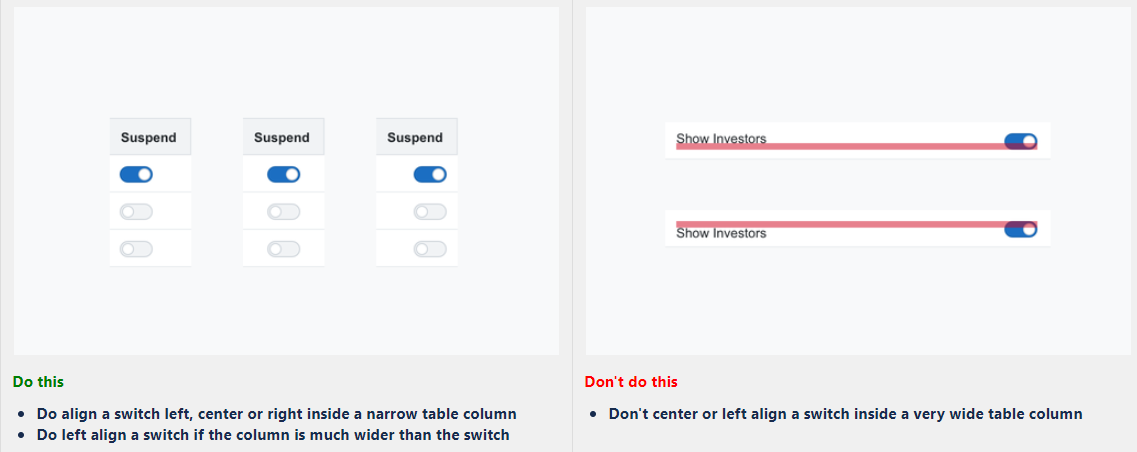 Suspend
Suspend
Suspend
Show Investors
Show Investors
Do this
Do align a switch left, center or right inside a narrow table column
Do left align a switch if the column is much wider than the switch
Don't do this
Don't center or left align a switch inside a very wide table column